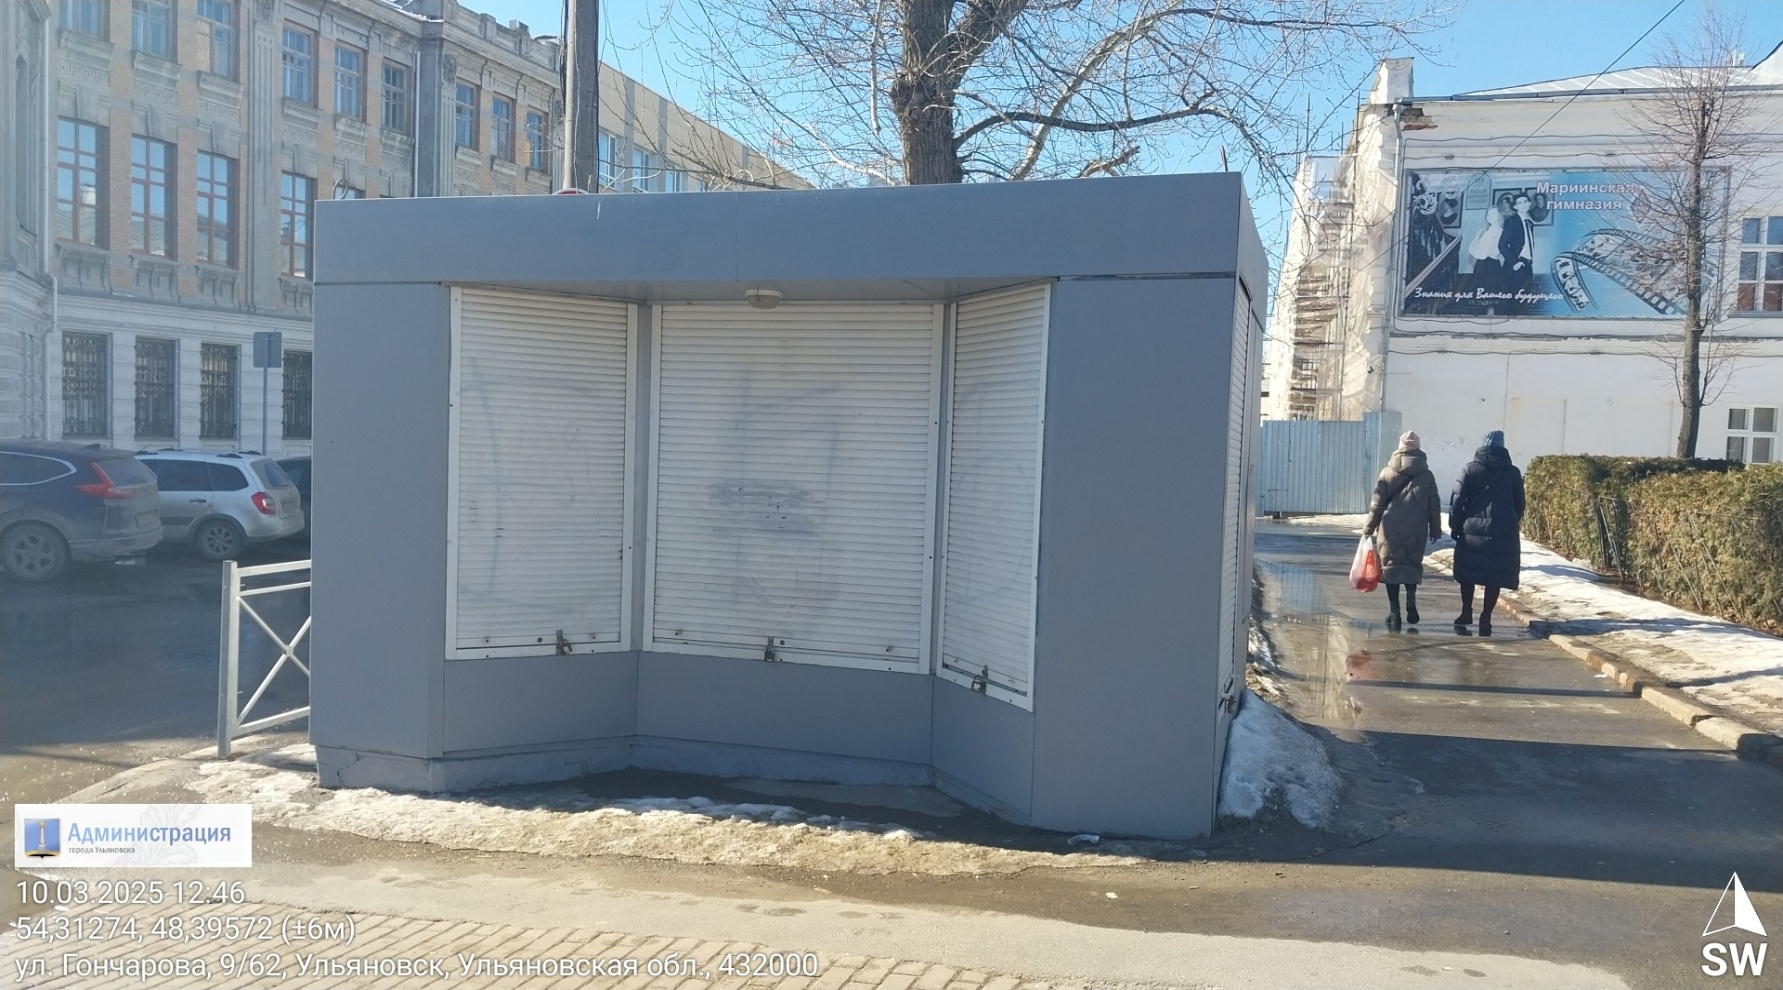 Мариинская
гимназия
Знания для Вашего будущего
Администрация
города Ульяновска
10.03.2025 12:46
54,31274, 48,39572 (±6м)
ул. Гончарова, 9/62, Ульяновск, Ульяновская обл., 432000
SW